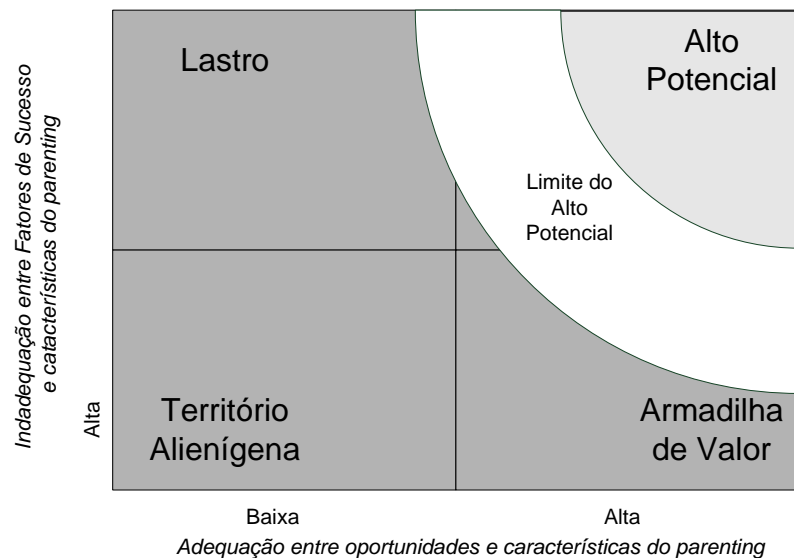 Lastro
Alto
Potencial
Limite do
Alto
Potencial
Território
Alienígena
Armadilha
de Valor
Indadequação entre Fatores de Sucesso
e catacterísticas do parenting
Alta
Baixa
Alta
Adequação entre oportunidades e características do parenting